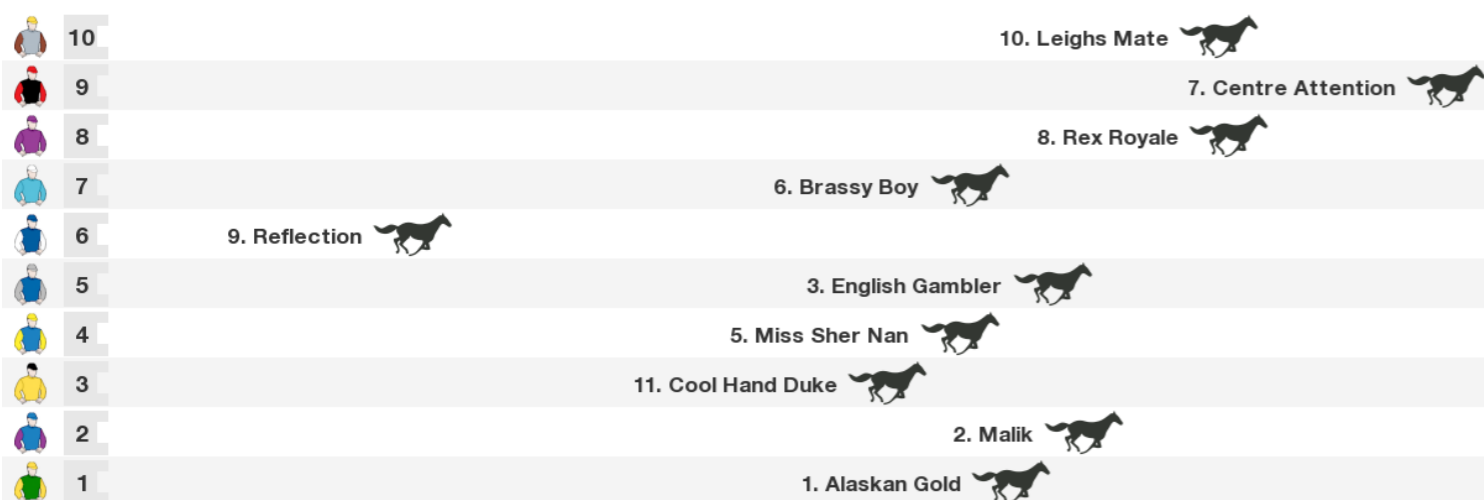 10 10. Leighs Mate
9 7. Centre Attention
8 8. Rex Royale
7 6. Brassy Boy
6 9. Reflection
5 3. English Gambler
4 5. Miss Sher Nan
3 11. Cool Hand Duke
2 2. Malik
1 1. Alaskan Gold